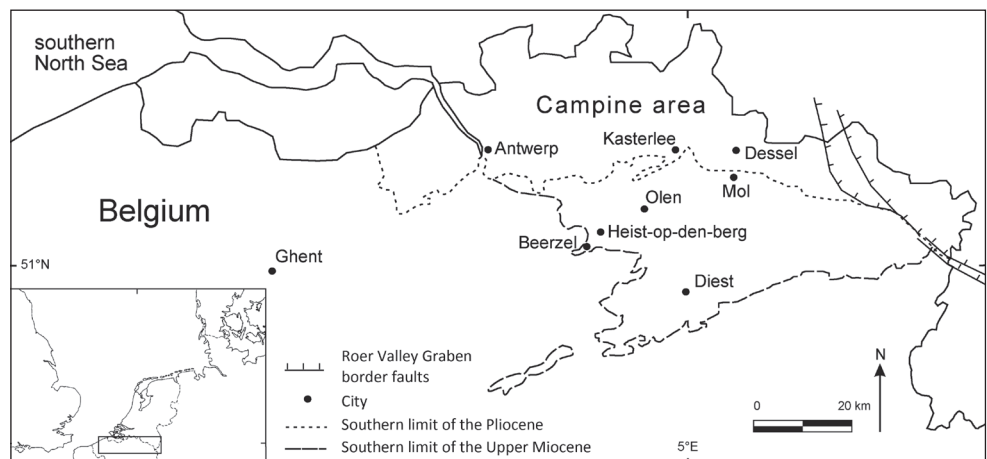 southern
North Sea
Campine area
Antwerp
Kasterlee
Dessel
Mol
Belgium
Olen
Heist-op-den-berg
Beerzel
51°N
Ghent
Diest
Roer Valley Graben
border faults
City
Southern limit of the Pliocene
Southern limit of the Upper Miocene
0 20 km
N
5°E